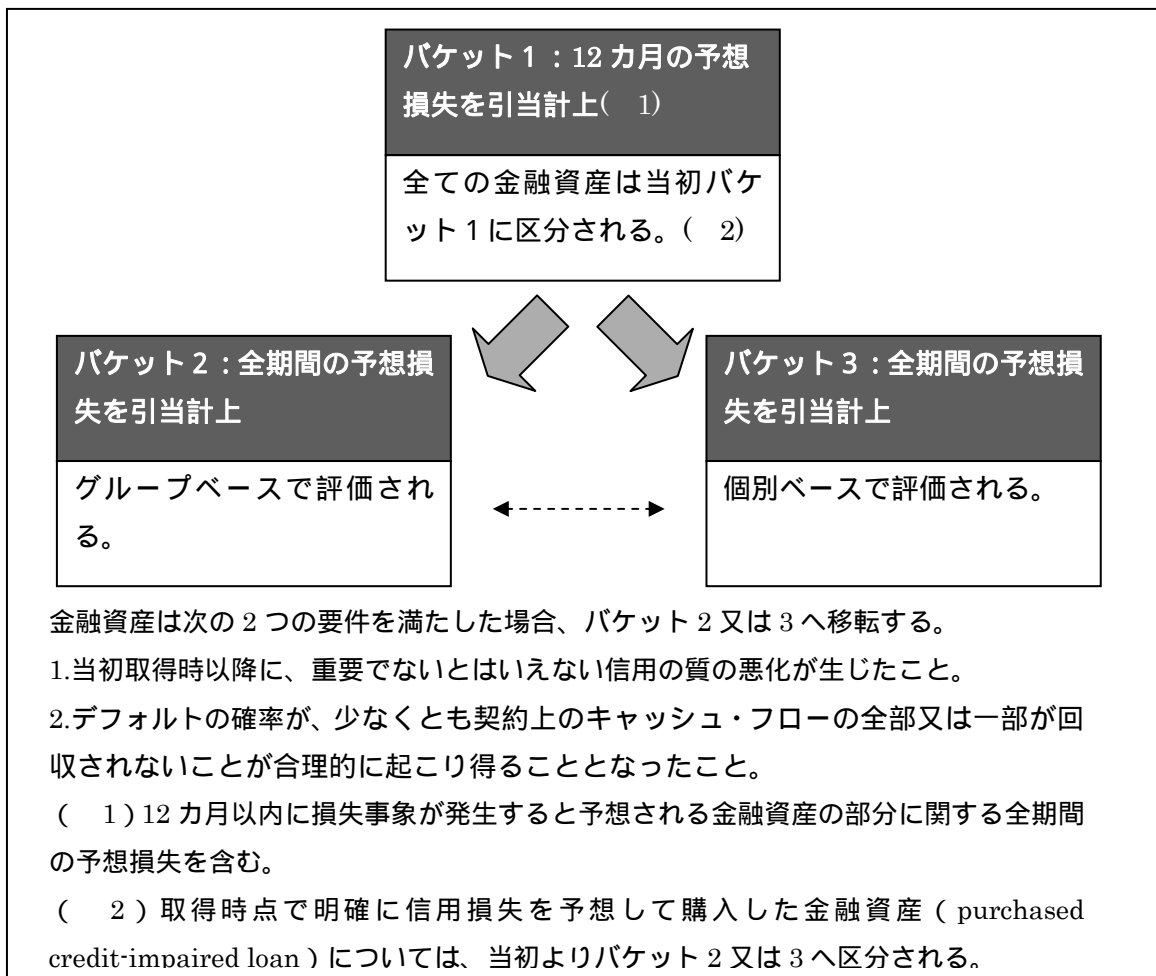 バケット1：12 カ月の予想
損失を引当計上( 1)
全ての金融資産は当初バケ
ット1に区分される。( 2)
バケット2：全期間の予想損
失を引当計上
グループベースで評価され
る。
バケット3：全期間の予想損
失を引当計上
個別ベースで評価される。
金融資産は次の 2 つの要件を満たした場合、バケット 2 又は 3 へ移転する。
1.当初取得時以降に、重要でないとはいえない信用の質の悪化が生じたこと。
2.デフォルトの確率が、少なくとも契約上のキャッシュ・フローの全部又は一部が回
収されないことが合理的に起こり得ることとなったこと。
( 1)12 カ月以内に損失事象が発生すると予想される金融資産の部分に関する全期間
の予想損失を含む。
( 2)取得時点で明確に信用損失を予想して購入した金融資産(purchased
credit-impaired loan)については、当初よりバケット 2 又は 3 へ区分される。